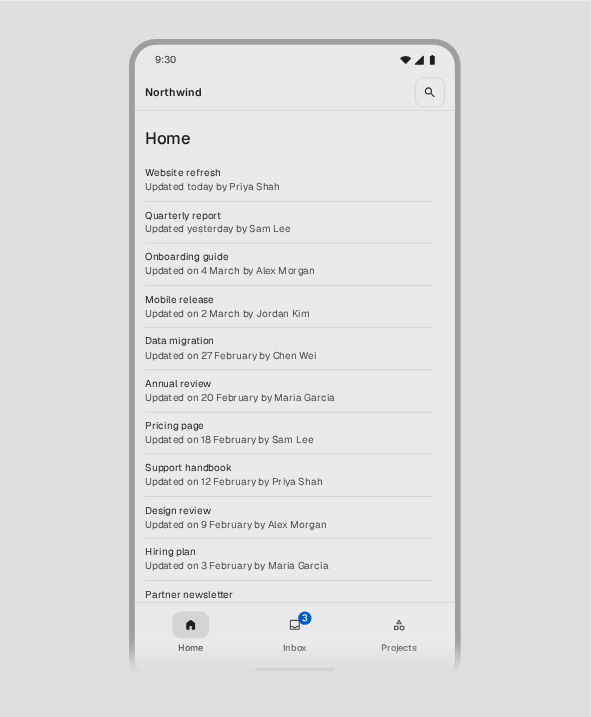 9:30
Northwind
Home
Website refresh
Updated today by Priya Shah
Quarterly report
Updated yesterday by Sam Lee
Onboarding guide
Updated on 4 March by Alex Morgan
Mobile release
Updated on 2 March by Jordan Kim
Data migration
Updated on 27 February by Chen Wei
Annual review
Updated on 20 February by Maria Garcia
Pricing page
Updated on 18 February by Sam Lee
Support handbook
Updated on 12 February by Priya Shah
Design review
Updated on 9 February by Alex Morgan
Hiring plan
Updated on 3 February by Maria Garcia
Partner newsletter
3
Home Inbox Projects